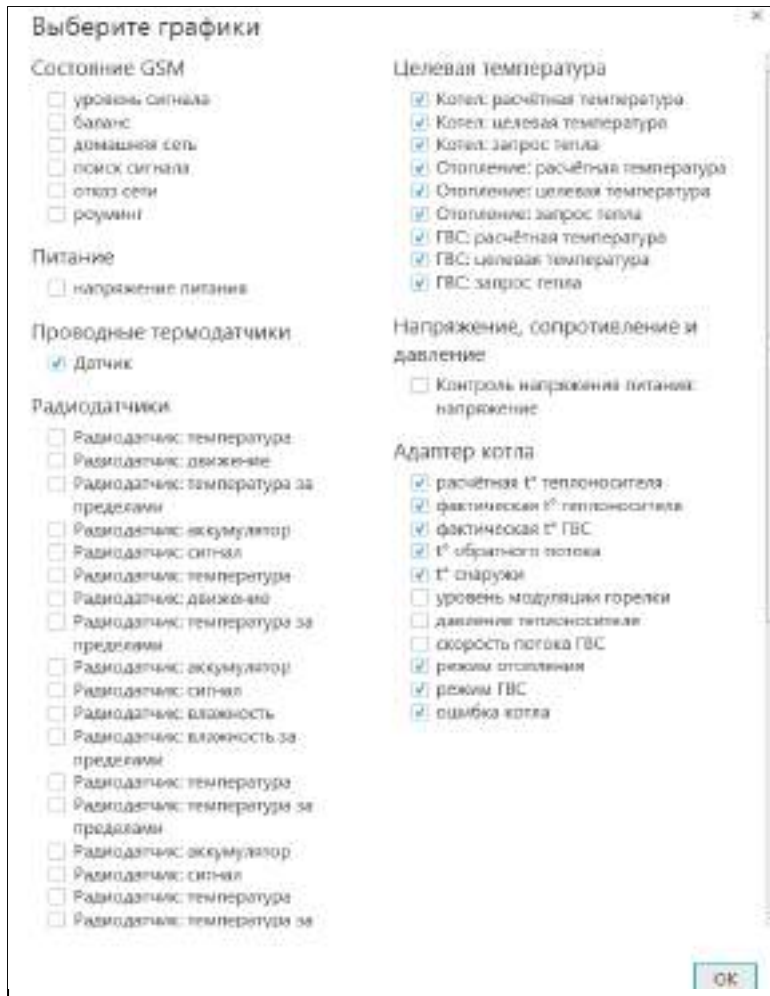 Выберите графики
Состояние GSM
уровень сигнала
баланс
домашняя сеть
поиск сигнала
отказ сети
роуминг
Питание
напряжение питания
Проводные термодатчики
Датчик
Радиодатчики
Радиодатчик: температура
Радиодатчик: движение
Радиодатчик: температура за
пределами
Радиодатчик: аккумулятор
Радиодатчик: сигнал
Радиодатчик: температура
Радиодатчик: движение
Радиодатчик: температура за
пределами
Радиодатчик: аккумулятор
Радиодатчик: сигнал
Радиодатчик: влажность
Радиодатчик: влажность за
пределами
Радиодатчик: температура
Радиодатчик: температура за
пределами
Радиодатчик: аккумулятор
Радиодатчик: сигнал
Радиодатчик: температура
Радиодатчик: температура за
Целевая температура
Котел: расчётная температура
Котел: целевая температура
Котел: запрос тепла
Отопление: расчётная температура
Отопление: целевая температура
Отопление: запрос тепла
ГВС: расчётная температура
ГВС: целевая температура
ГВС: запрос тепла
Напряжение, сопротивление и
давление
Контроль напряжения питания:
напряжение
Адаптер котла
расчётная t° теплоносителя
фактическая t° теплоносителя
фактическая t° ГВС
t° обратного потока
t° снаружи
уровень модуляции горелки
давление теплоносителя
скорость потока ГВС
режим отопления
режим ГВС
ошибка котла
OK